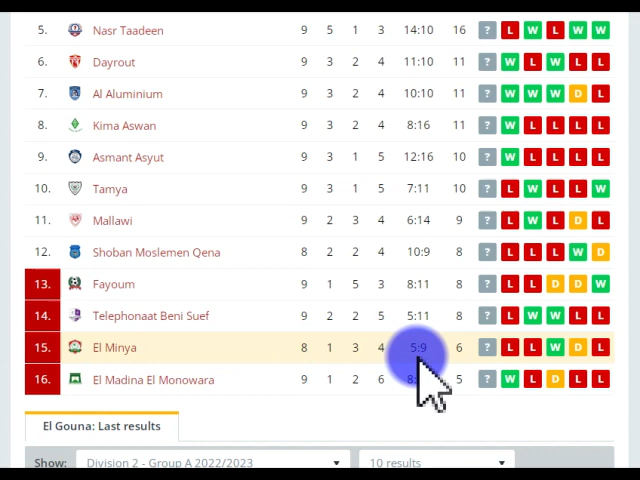 5. Nasr Taadeen 9 5 1 3 14:10 16 ? L W L W W
6. Dayrout 9 3 2 4 11:10 11 ? W L W L L
7. Al Aluminium 9 3 2 4 10:10 11 ? W W W D L
8. Kima Aswan 9 3 2 4 8:16 11 ? W L L L L
9. Asmant Asyut 9 3 1 5 12:16 10 ? W L L L L
10. Tamya 9 3 1 5 7:11 10 ? L W L L W
11. Mallawi 9 2 3 4 6:14 9 ? L W L D L
12. Shoban Moslemen Qena 8 2 2 4 10:9 8 ? L L L W D
13. Fayoum 9 1 5 3 8:11 8 ? L L D D W
14. Telephonaat Beni Suef 9 2 2 5 5:11 8 ? L W W L L
15. El Minya 8 1 3 4 5:9 6 ? L L W D L
16. El Madina El Monowara 9 1 2 6 5 ? W L D L L
El Gouna: Last results
Show: Division 2 - Group A 2022/2023 10 results